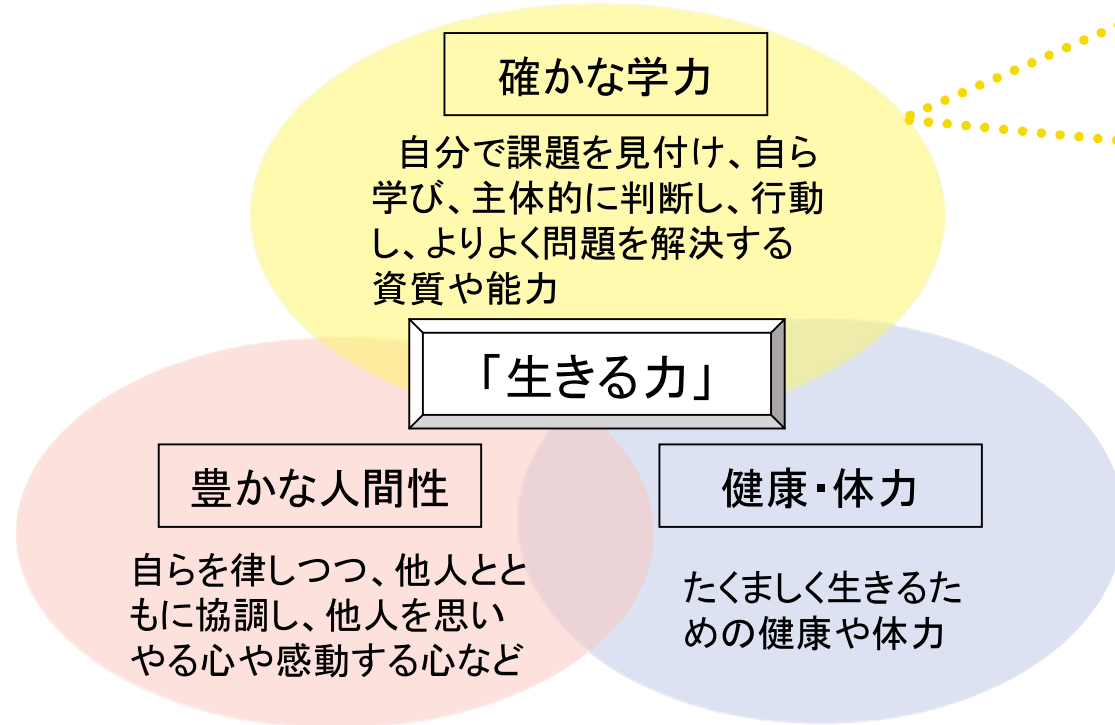 確かな学力
自分で課題を見付け、自ら
学び、主体的に判断し、行動
し、よりよく問題を解決する
資質や能力
「生きる力」
豊かな人間性
自らを律しつつ、他人とと
もに協調し、他人を思い
やる心や感動する心など
健康・体力
たくましく生きるた
めの健康や体力